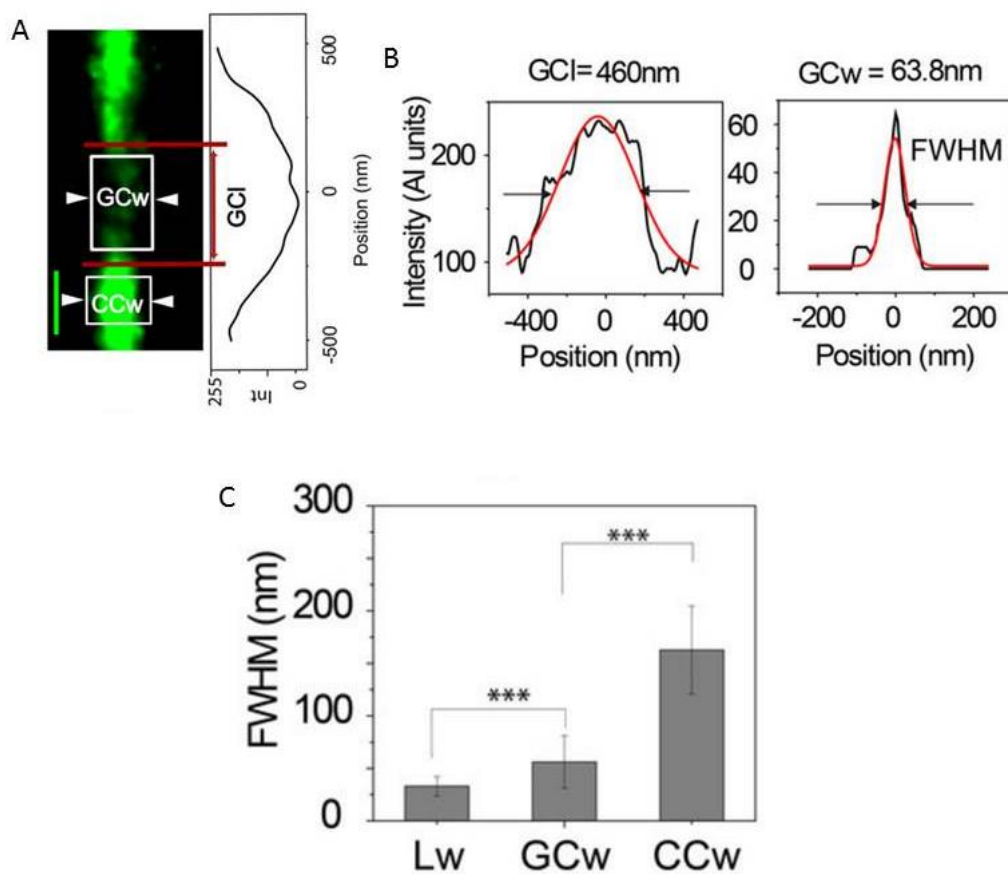 A
GCw
CCw
GCl
500
0
-500
Position (nm)
255
0
Int
B
GCl= 460nm
Intensity (Al units)
200
100
-400
0
400
Position (nm)
GCw = 63.8nm
FWHM
60
40
20
0
-200
0
200
Position (nm)
C
FWHM (nm)
300
200
100
0
***
***
Lw
GCw
CCw